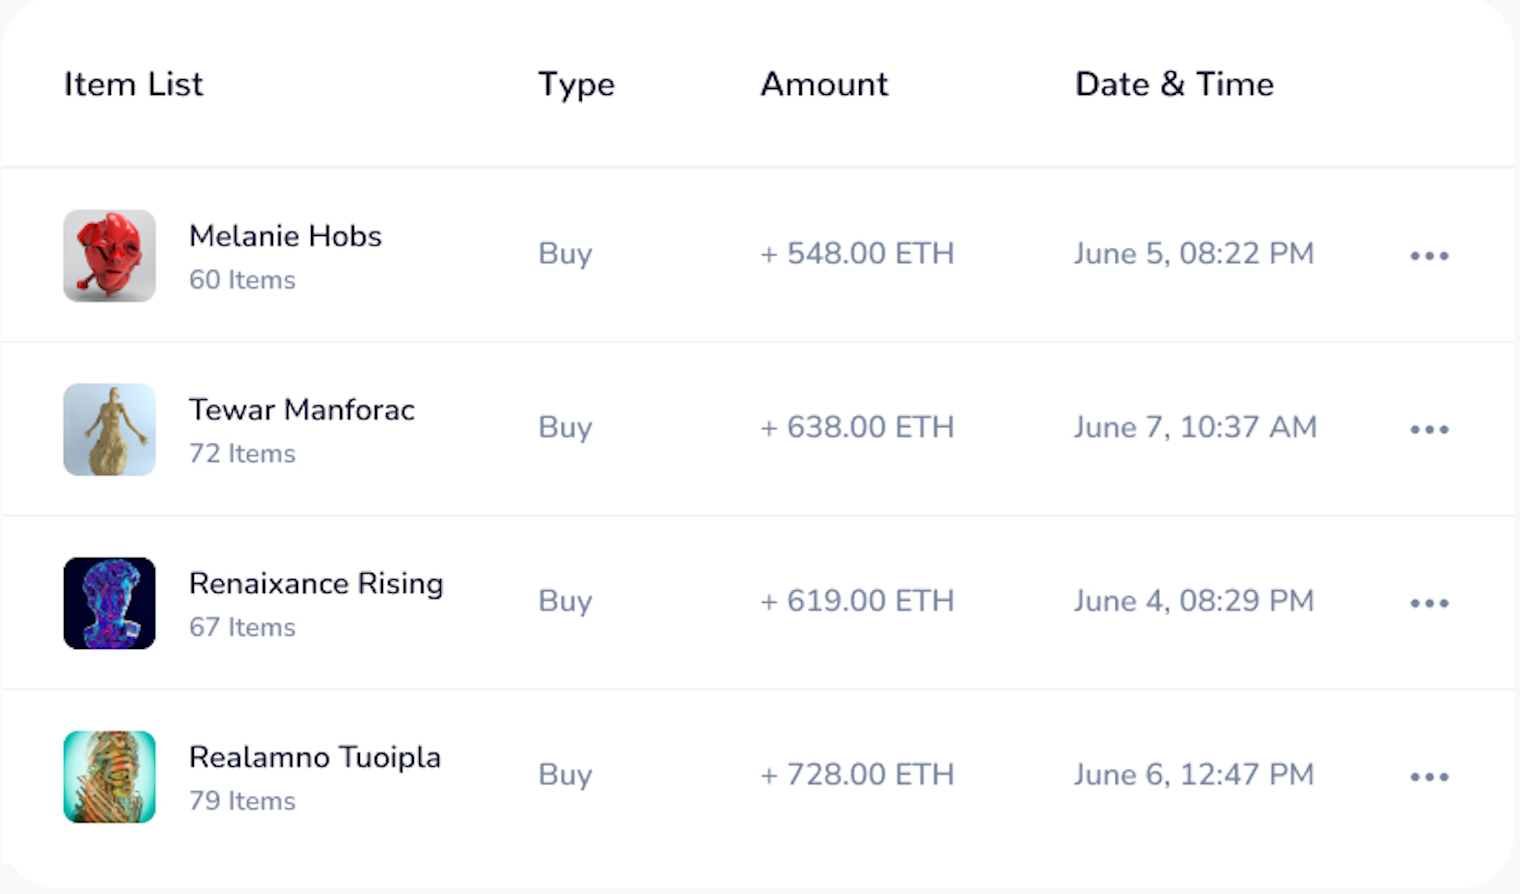 Item List Type Amount Date & Time
Melanie Hobs
60 Items
Buy + 548.00 ETH June 5, 08:22 PM
Tewar Manforac
72 Items
Buy + 638.00 ETH June 7, 10:37 AM
Renaixance Rising
67 Items
Buy + 619.00 ETH June 4, 08:29 PM
Realamno Tuoipla
79 Items
Buy + 728.00 ETH June 6, 12:47 PM